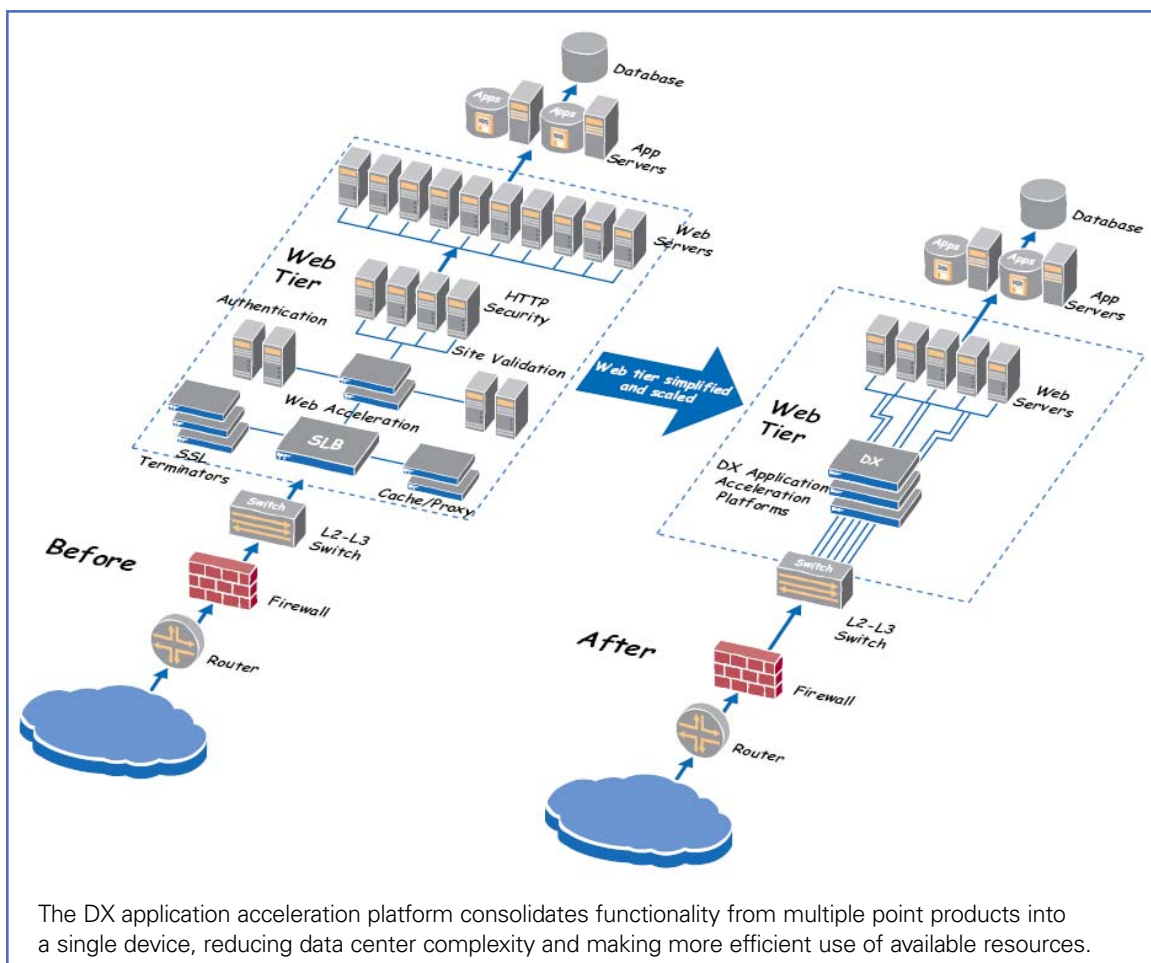 Database
Apps
Apps
App
Servers
Web
Servers
Web
Tier
HTTP
Security
Authentication
Site Validation
Web Acceleration
SLB
SSL
Terminators
Cache/Proxy
Switch
L2-L3
Switch
Before
Firewall
Router
Web tier simplified
and scaled
Database
Apps
Apps
App
Servers
Web
Servers
Web
Tier
DX
DX Application
Acceleration
Platforms
Switch
L2-L3
Switch
After
Firewall
Router
The DX application acceleration platform consolidates functionality from multiple point products into
a single device, reducing data center complexity and making more efficient use of available resources.